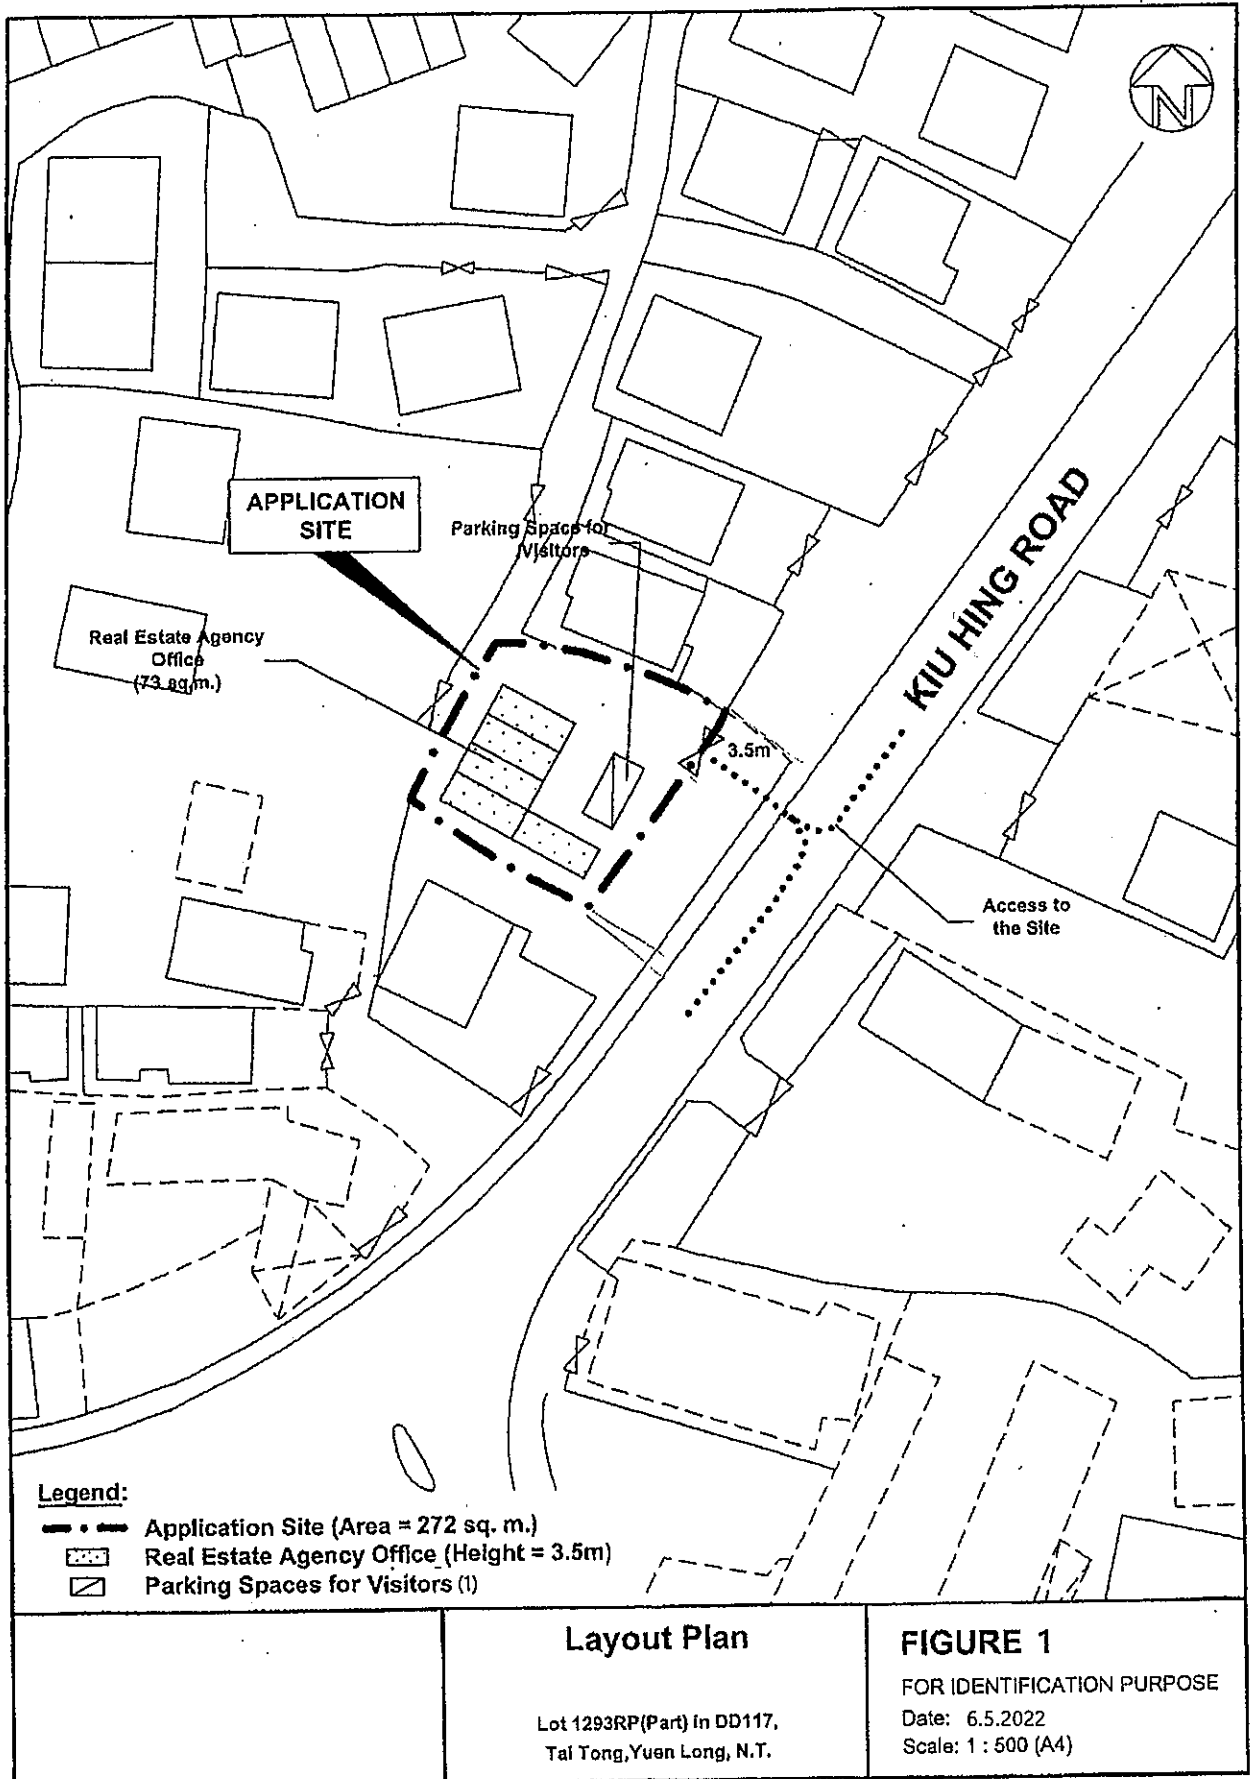 N
APPLICATION
SITE
Parking Space for
Visitors
KIU HING ROAD
Real Estate Agency
Office
(73 sq.m.)
3.5m
Access to
the Site
Legend:
Application Site (Area = 272 sq. m.)
Real Estate Agency Office (Height = 3.5m)
Parking Spaces for Visitors (1)
Layout Plan
Lot 1293RP(Part) in DD117,
Tai Tong,Yuen Long, N.T.
FIGURE 1
FOR IDENTIFICATION PURPOSE
Date: 6.5.2022
Scale: 1 : 500 (A4)